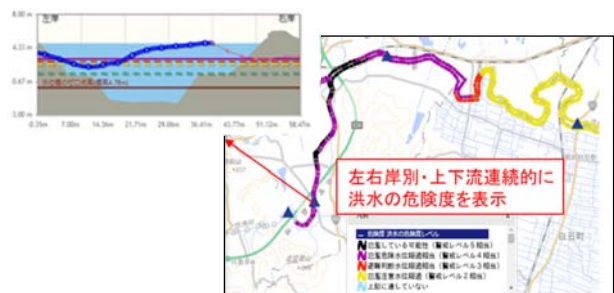 8.00 m
左岸
右岸
4.33 m
-0.67m
-5.00 m
-0.35m 7.00m 14.36m 21.71m 29.06m 36.41m 43.77m 51.12m 58.47m
左右岸別・上下流連続的に
洪水の危険度を表示
危険度 洪水の危険度レベル
氾濫している可能性（警戒レベル5相当）
氾濫危険水位超過相当（警戒レベル4相当）
避難判断水位超過相当（警戒レベル3相当）
氾濫注意水位超過相当（警戒レベル2相当）
上記に達していない